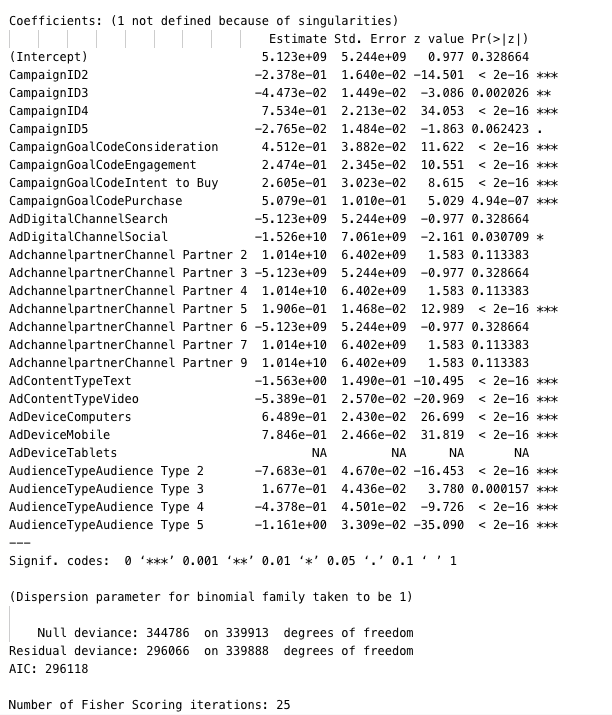 Coefficients: (1 not defined because of singularities)
Estimate Std. Error z value Pr(>|z|)
(Intercept) 5.123e+09 5.244e+09 0.977 0.328664
CampaignID2 -2.378e-01 1.640e-02 -14.501 < 2e-16 ***
CampaignID3 -4.473e-02 1.449e-02 -3.086 0.002026 **
CampaignID4 7.534e-01 2.213e-02 34.053 < 2e-16 ***
CampaignID5 -2.765e-02 1.484e-02 -1.863 0.062423 .
CampaignGoalCodeConsideration 4.512e-01 3.882e-02 11.622 < 2e-16 ***
CampaignGoalCodeEngagement 2.474e-01 2.345e-02 10.551 < 2e-16 ***
CampaignGoalCodeIntent to Buy 2.605e-01 3.023e-02 8.615 < 2e-16 ***
CampaignGoalCodePurchase 5.079e-01 1.010e-01 5.029 4.94e-07 ***
AdDigitalChannelSearch -5.123e+09 5.244e+09 -0.977 0.328664
AdDigitalChannelSocial -1.526e+10 7.061e+09 -2.161 0.030709 *
AdchannelpartnerChannel Partner 2 1.014e+10 6.402e+09 1.583 0.113383
AdchannelpartnerChannel Partner 3 -5.123e+09 5.244e+09 -0.977 0.328664
AdchannelpartnerChannel Partner 4 1.014e+10 6.402e+09 1.583 0.113383
AdchannelpartnerChannel Partner 5 1.906e-01 1.468e-02 12.989 < 2e-16 ***
AdchannelpartnerChannel Partner 6 -5.123e+09 5.244e+09 -0.977 0.328664
AdchannelpartnerChannel Partner 7 1.014e+10 6.402e+09 1.583 0.113383
AdchannelpartnerChannel Partner 9 1.014e+10 6.402e+09 1.583 0.113383
AdContentTypeText -1.563e+00 1.490e-01 -10.495 < 2e-16 ***
AdContentTypeVideo -5.389e-01 2.570e-02 -20.969 < 2e-16 ***
AdDeviceComputers 6.489e-01 2.430e-02 26.699 < 2e-16 ***
AdDeviceMobile 7.846e-01 2.466e-02 31.819 < 2e-16 ***
AdDeviceTablets NA NA NA NA
AudienceTypeAudience Type 2 -7.683e-01 4.670e-02 -16.453 < 2e-16 ***
AudienceTypeAudience Type 3 1.677e-01 4.436e-02 3.780 0.000157 ***
AudienceTypeAudience Type 4 -4.378e-01 4.501e-02 -9.726 < 2e-16 ***
AudienceTypeAudience Type 5 -1.161e+00 3.309e-02 -35.090 < 2e-16 ***
---
Signif. codes: 0 ‘***’ 0.001 ‘**’ 0.01 ‘*’ 0.05 ‘.’ 0.1 ‘ ’ 1
(Dispersion parameter for binomial family taken to be 1)
Null deviance: 344786 on 339913 degrees of freedom
Residual deviance: 296066 on 339888 degrees of freedom
AIC: 296118
Number of Fisher Scoring iterations: 25